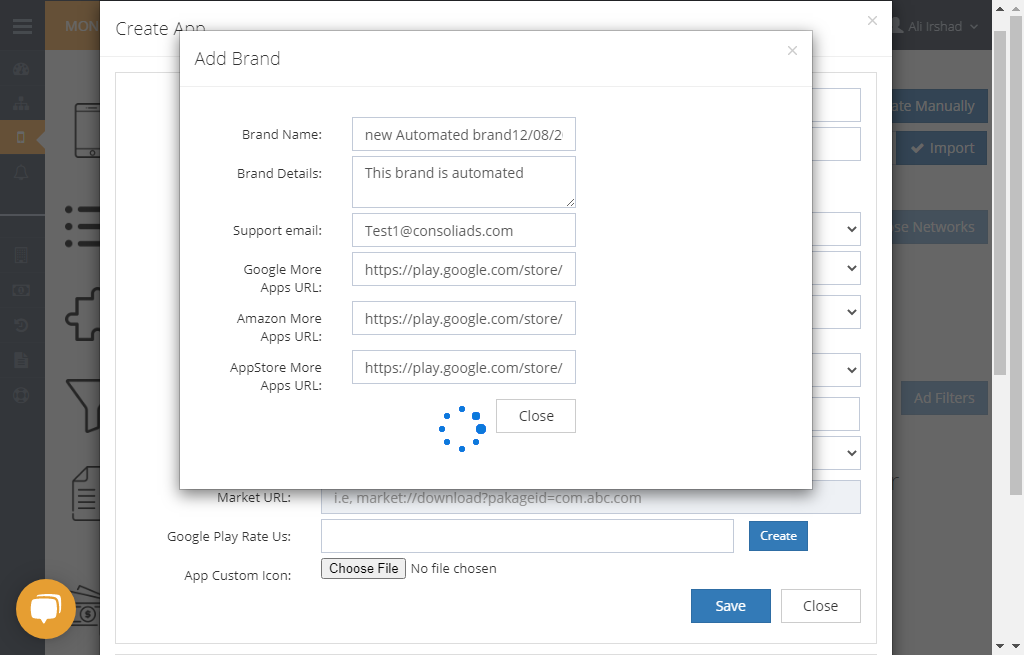 MON
Create App
×
Ali Irshad
Add Brand
×
ate Manually
Brand Name: new Automated brand12/08/2
Import
Brand Details: This brand is automated
Support email: Test1@consoliads.com
se Networks
Google More
Apps URL:
https://play.google.com/store/
Amazon More
Apps URL:
https://play.google.com/store/
AppStore More
Apps URL:
https://play.google.com/store/
Ad Filters
Close
Market URL: i.e, market://download?pakageid=com.abc.com
Google Play Rate Us: Create
App Custom Icon: Choose File No file chosen
Save Close